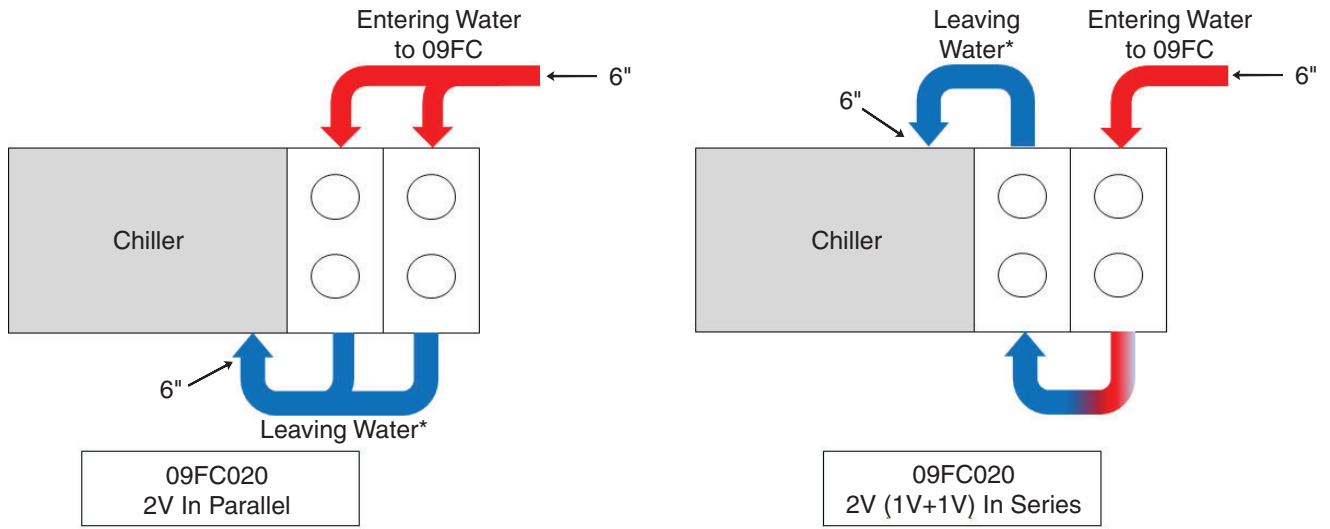 Entering Water
to 09FC
6"
Chiller
6"
Leaving Water*
09FC020
2V In Parallel
Leaving
Water*
Entering Water
to 09FC
6"
6"
Chiller
09FC020
2V (1V+1V) In Series